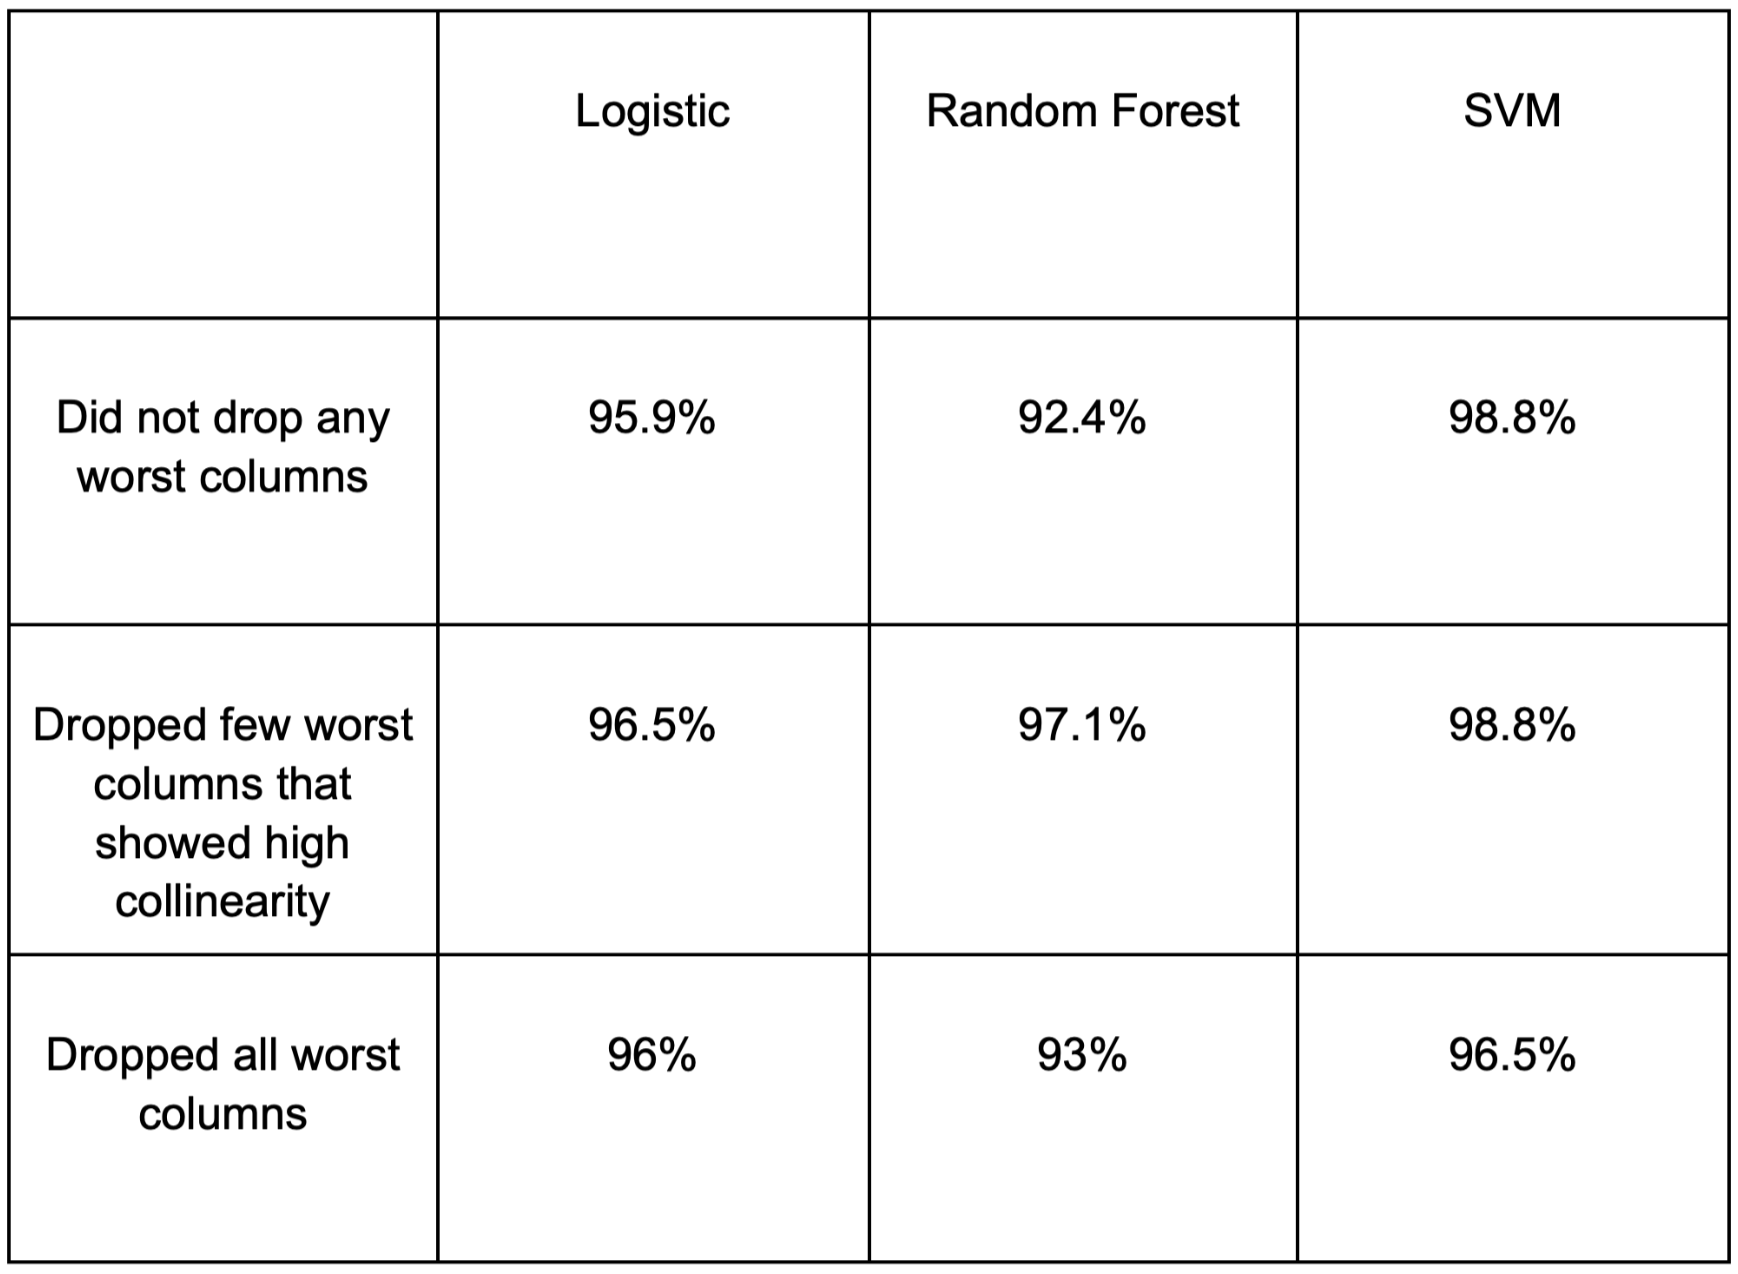 Logistic
Random Forest
SVM
Did not drop any
worst columns
95.9%
92.4%
98.8%
Dropped few worst
columns that
showed high
collinearity
96.5%
97.1%
98.8%
Dropped all worst
columns
96%
93%
96.5%